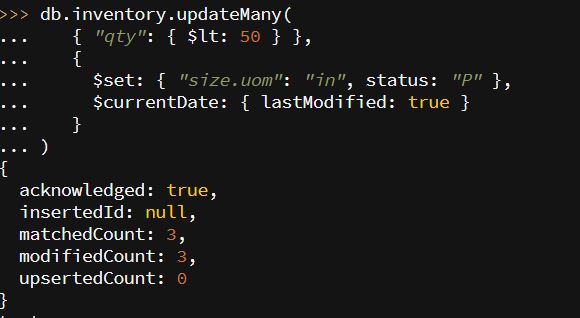 >>> db.inventory.updateMany(
...    { "qty": { $lt: 50 } },
...    {
...      $set: { "size.uom": "in", status: "P" },
...      $currentDate: { lastModified: true }
...    }
... )
{
  acknowledged: true,
  insertedId: null,
  matchedCount: 3,
  modifiedCount: 3,
  upsertedCount: 0
}